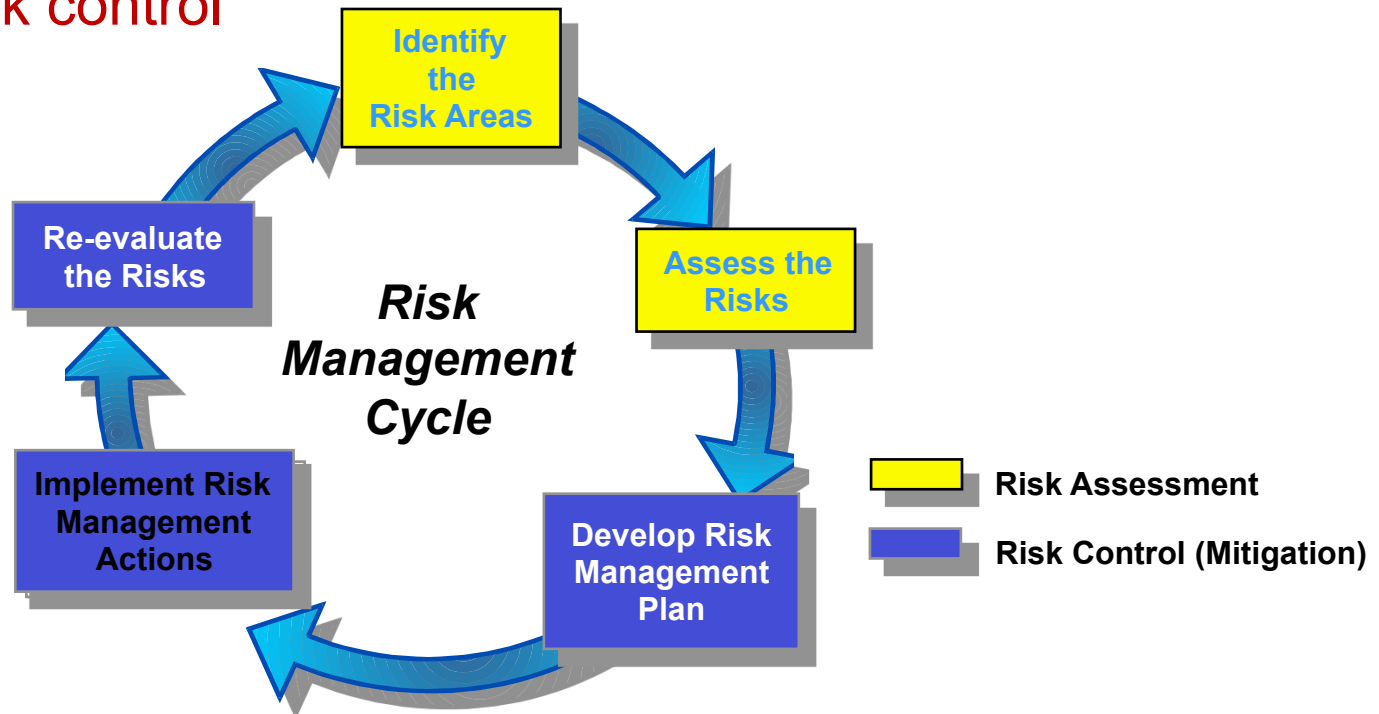 k control
Identify
the
Risk Areas
Assess the
Risks
Develop Risk
Management
Plan
Implement Risk
Management
Actions
Re-evaluate
the Risks
Risk
Management
Cycle
Risk Assessment
Risk Control (Mitigation)